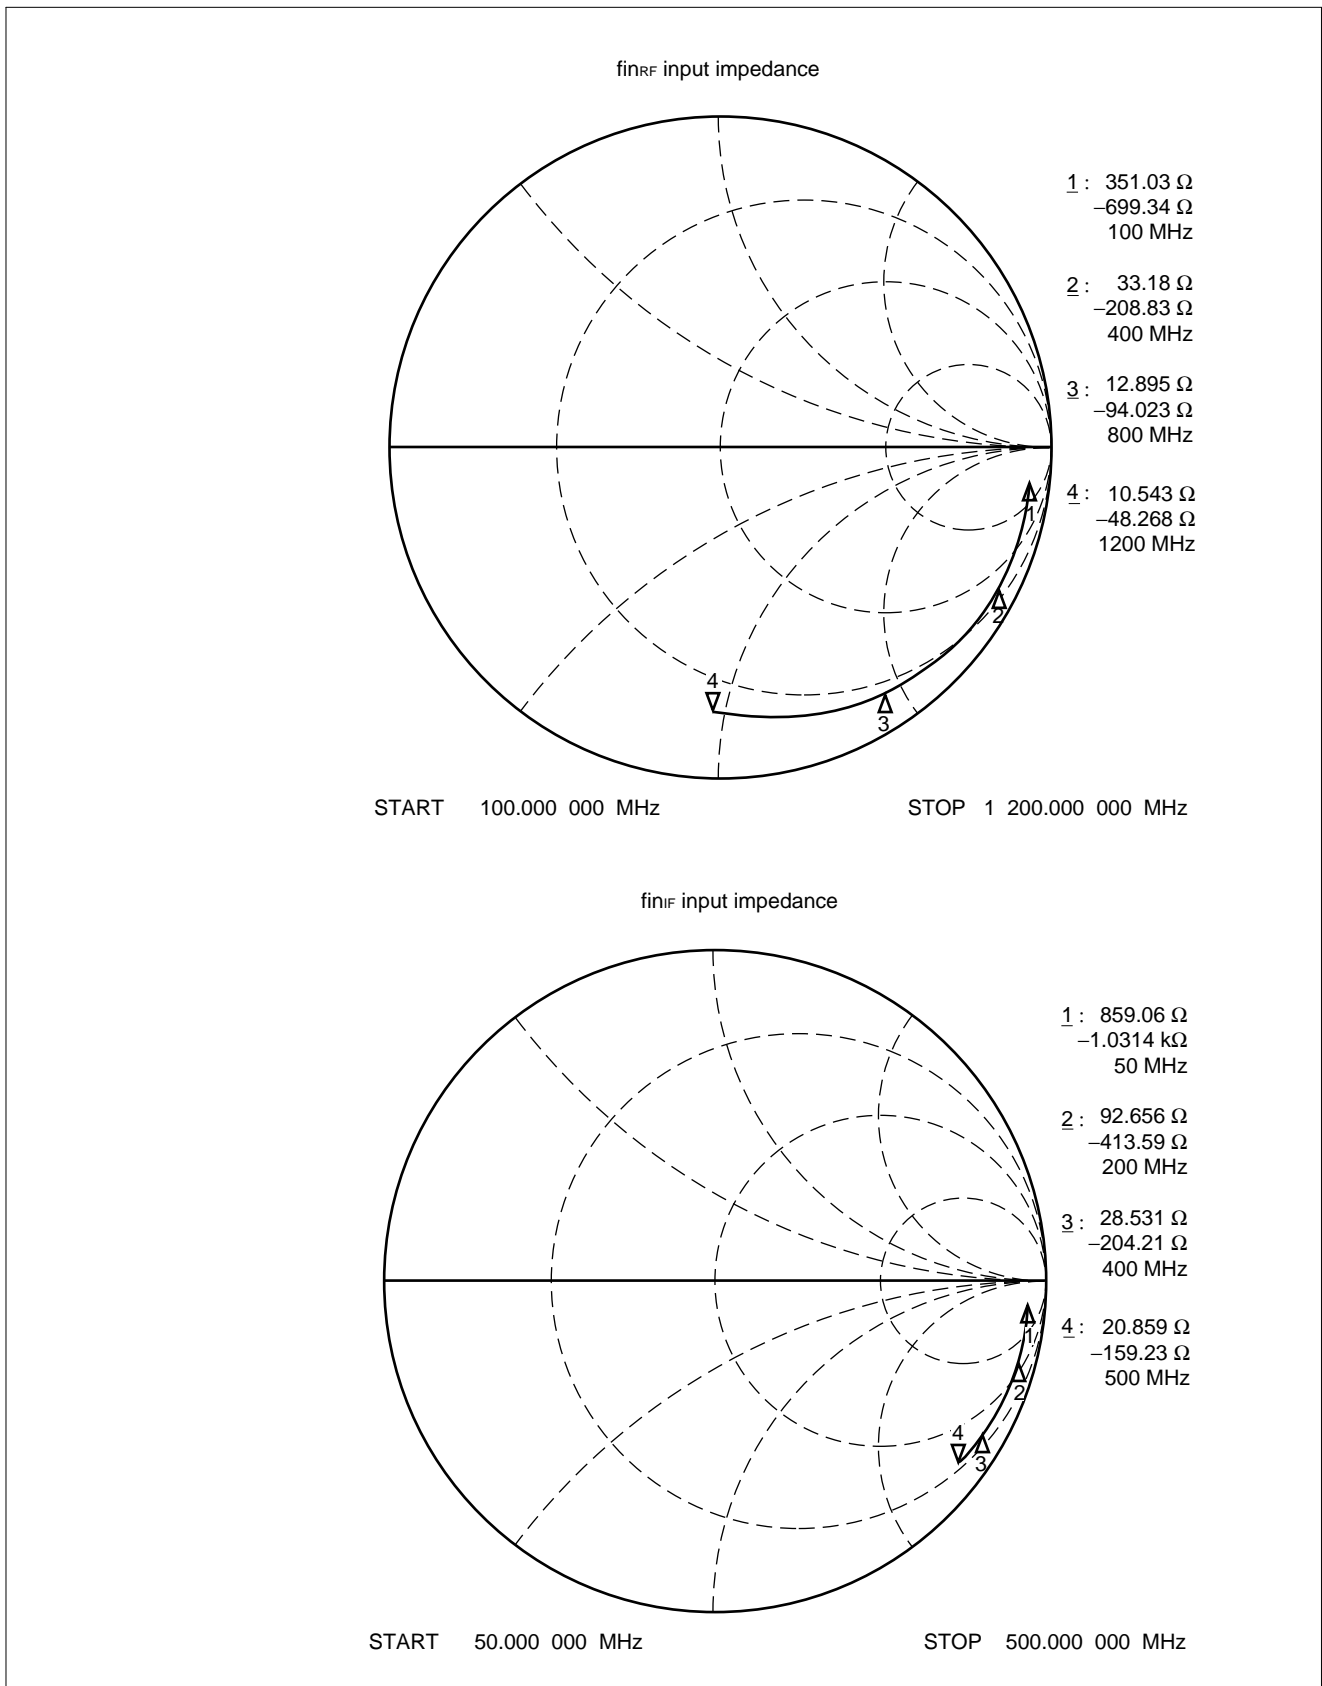 finRF input impedance
1 : 351.03 Ω
–699.34 Ω
100 MHz
2 : 33.18 Ω
–208.83 Ω
400 MHz
3 : 12.895 Ω
–94.023 Ω
800 MHz
4 : 10.543 Ω
–48.268 Ω
1200 MHz
1
2
4
3
START 100.000 000 MHz STOP 1 200.000 000 MHz
finIF input impedance
1 : 859.06 Ω
–1.0314 kΩ
50 MHz
2 : 92.656 Ω
–413.59 Ω
200 MHz
3 : 28.531 Ω
–204.21 Ω
400 MHz
4 : 20.859 Ω
–159.23 Ω
500 MHz
1
2
4
3
START 50.000 000 MHz STOP 500.000 000 MHz